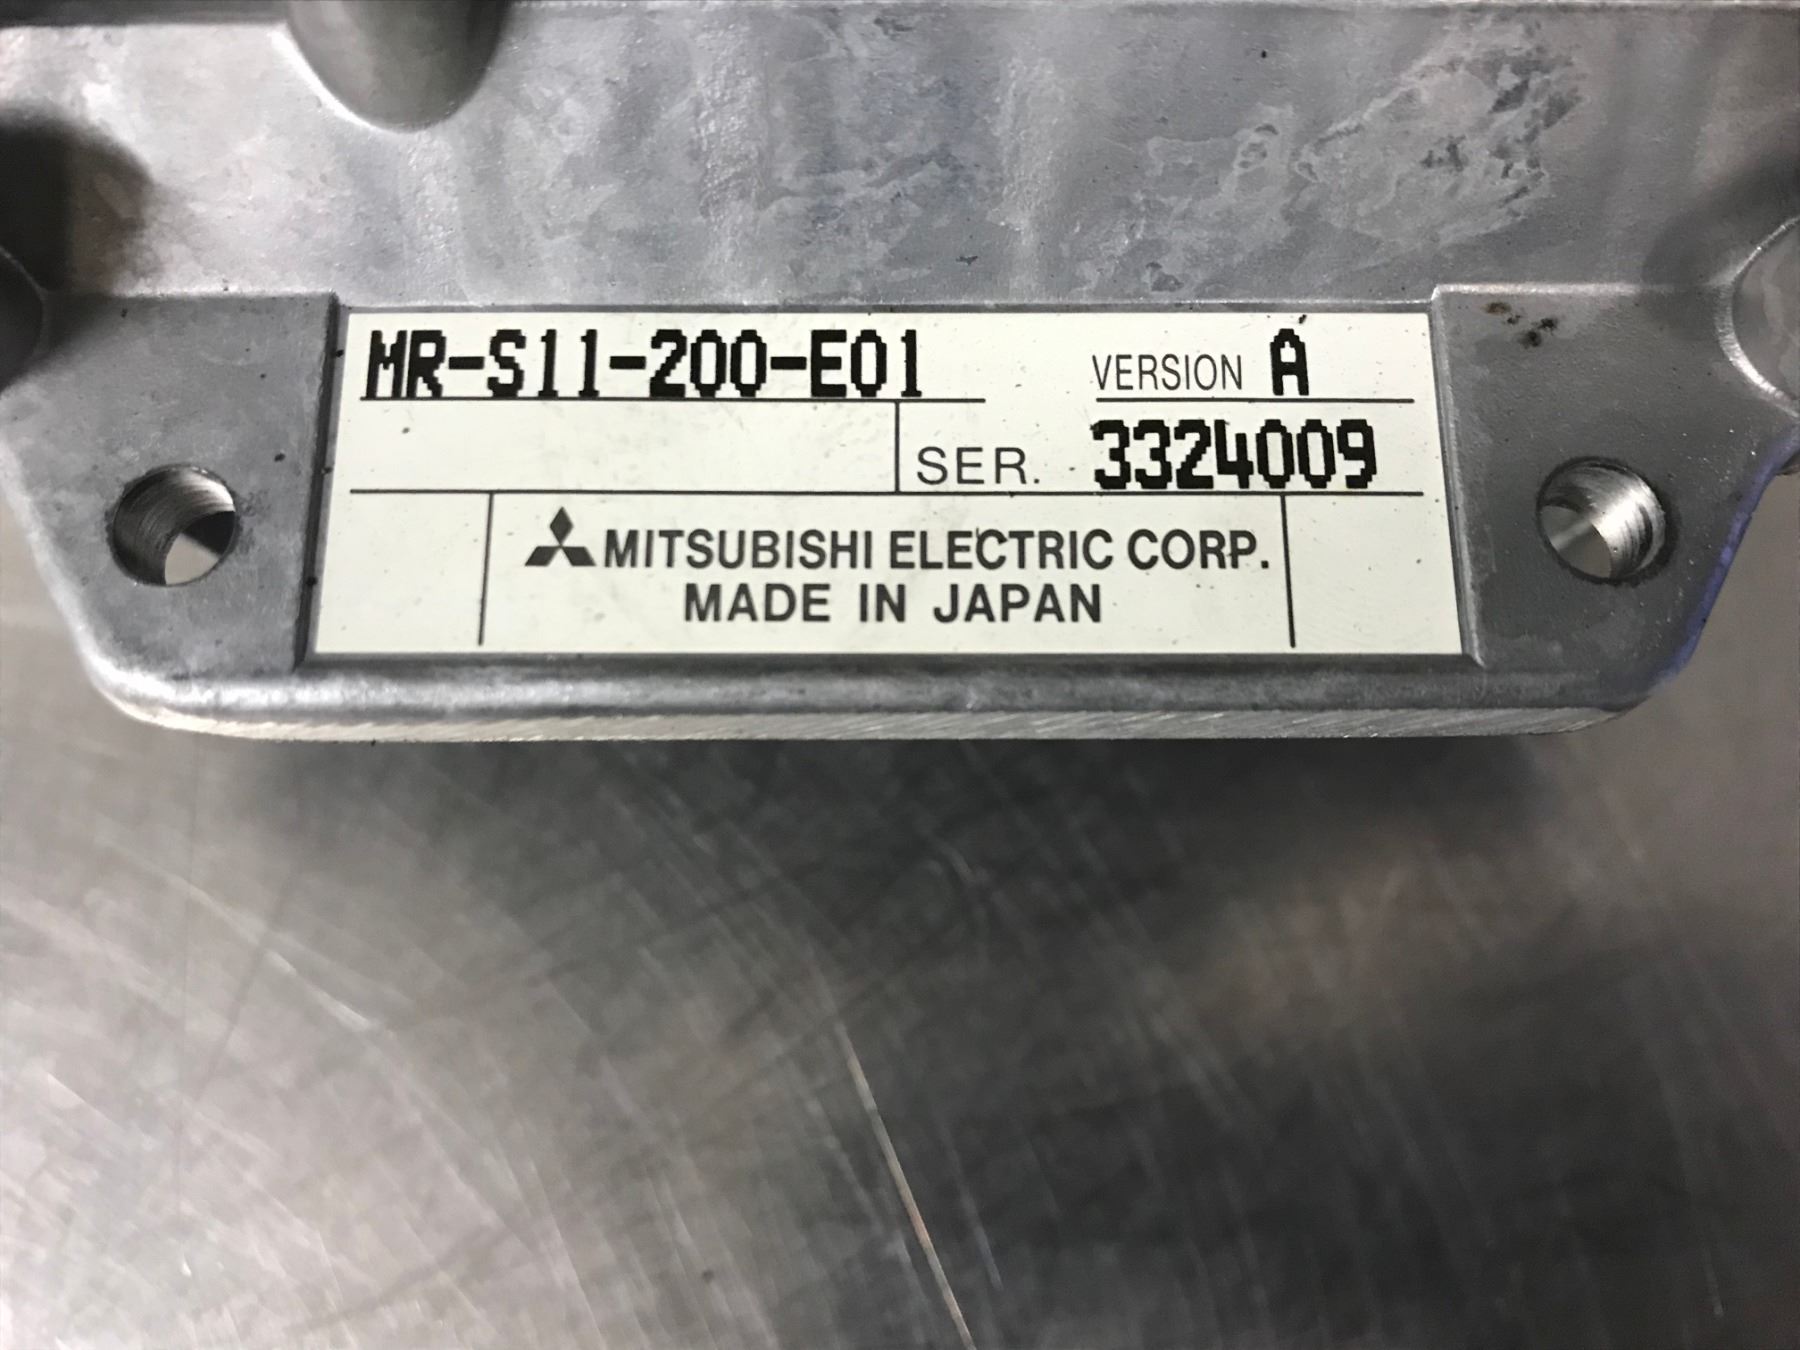 MR-S11-200-E01 VERSION A
SER. 3324009
MITSUBISHI ELECTRIC CORP.
MADE IN JAPAN